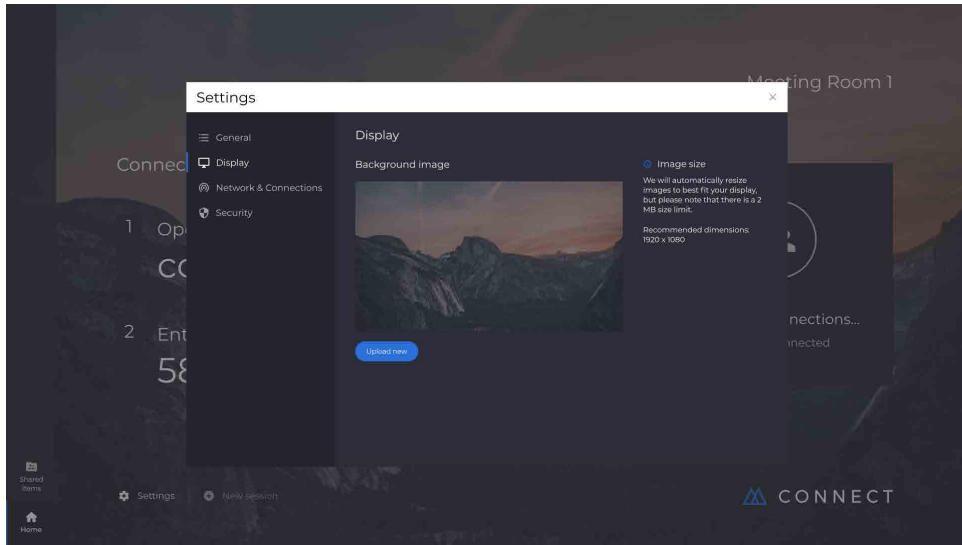 Meeting Room 1
Settings
General
Display
Network & Connections
Security
Display
Background image
Upload new
Image size
We will automatically resize
images to best fit your display,
but please note that there is a 2
MB size limit.
Recommended dimensions:
1920 x 1080
Connec
1
Op
CO
2
Ent
58
nections...
nnected
Shared
items
Home
Settings
New session
CONNECT